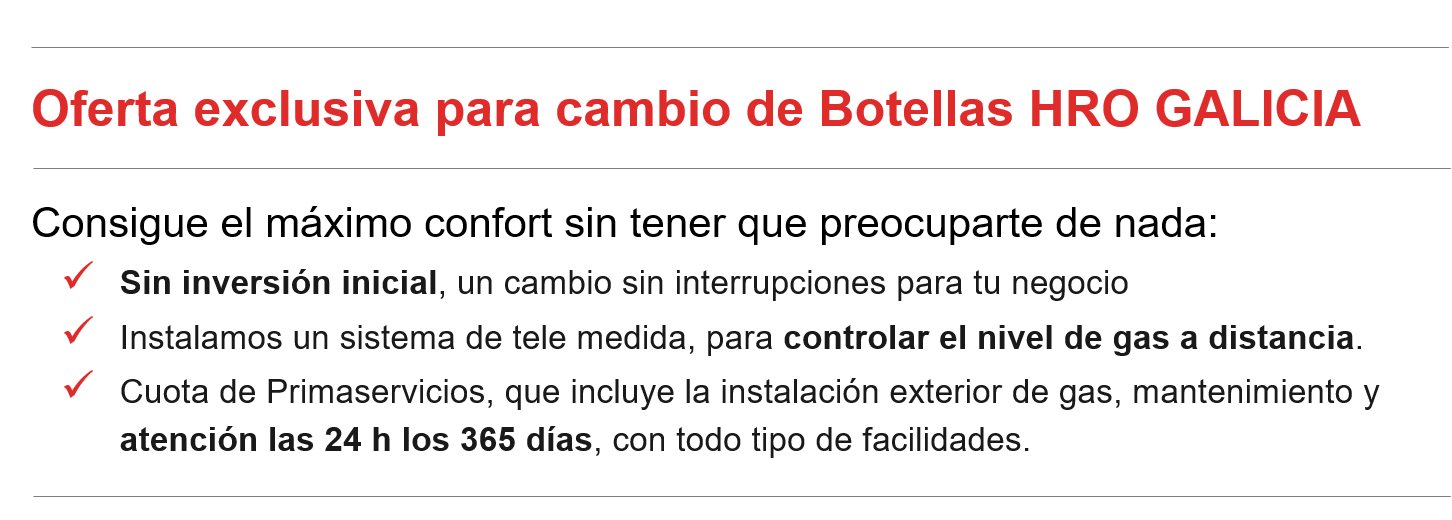 Oferta exclusiva para cambio de Botellas HRO GALICIA
Consigue el máximo confort sin tener que preocuparte de nada:
Sin inversión inicial, un cambio sin interrupciones para tu negocio
Instalamos un sistema de tele medida, para controlar el nivel de gas a distancia.
Cuota de Primaservicios, que incluye la instalación exterior de gas, mantenimiento y
atención las 24 h los 365 días, con todo tipo de facilidades.